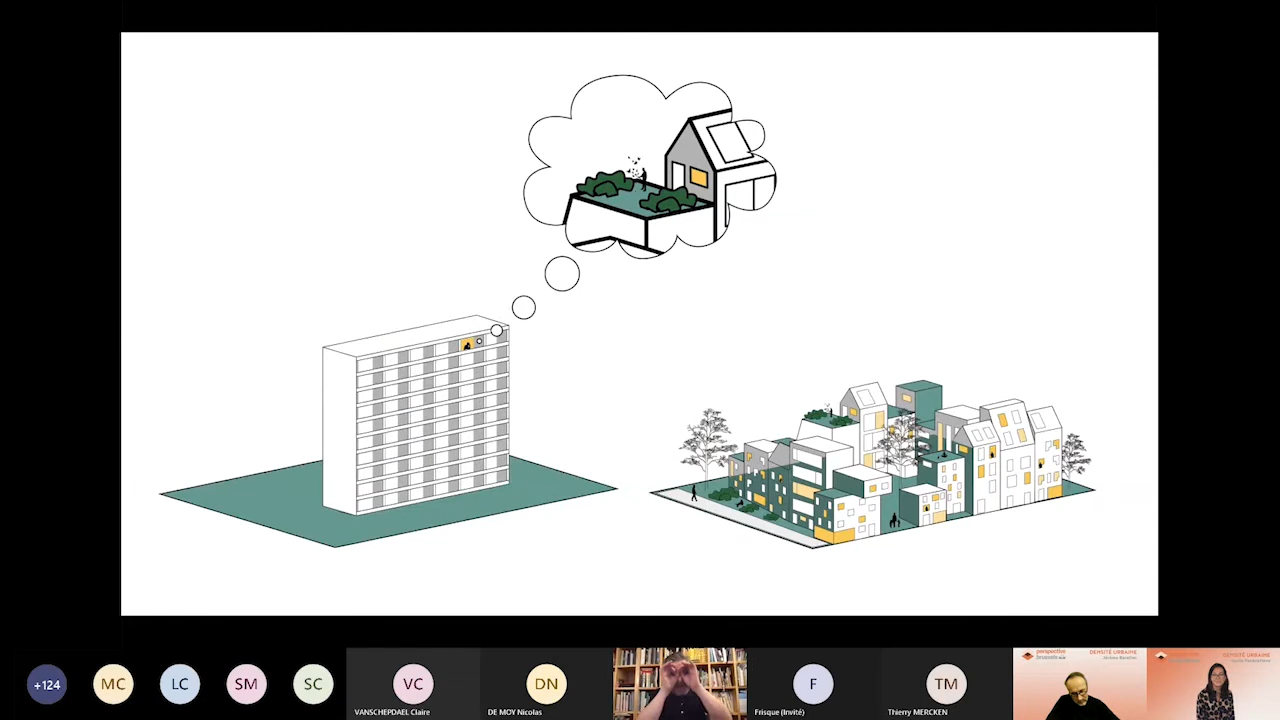 +124
MC
LC
SM
SC
VC
VANSCHEPDAEL Claire
DN
DE MOY Nicolas
F
Frisque (Invité)
TM
Thierry MERCKEN
perspective
DENSITÉ URBAINE
DENSITÉ URBAINE